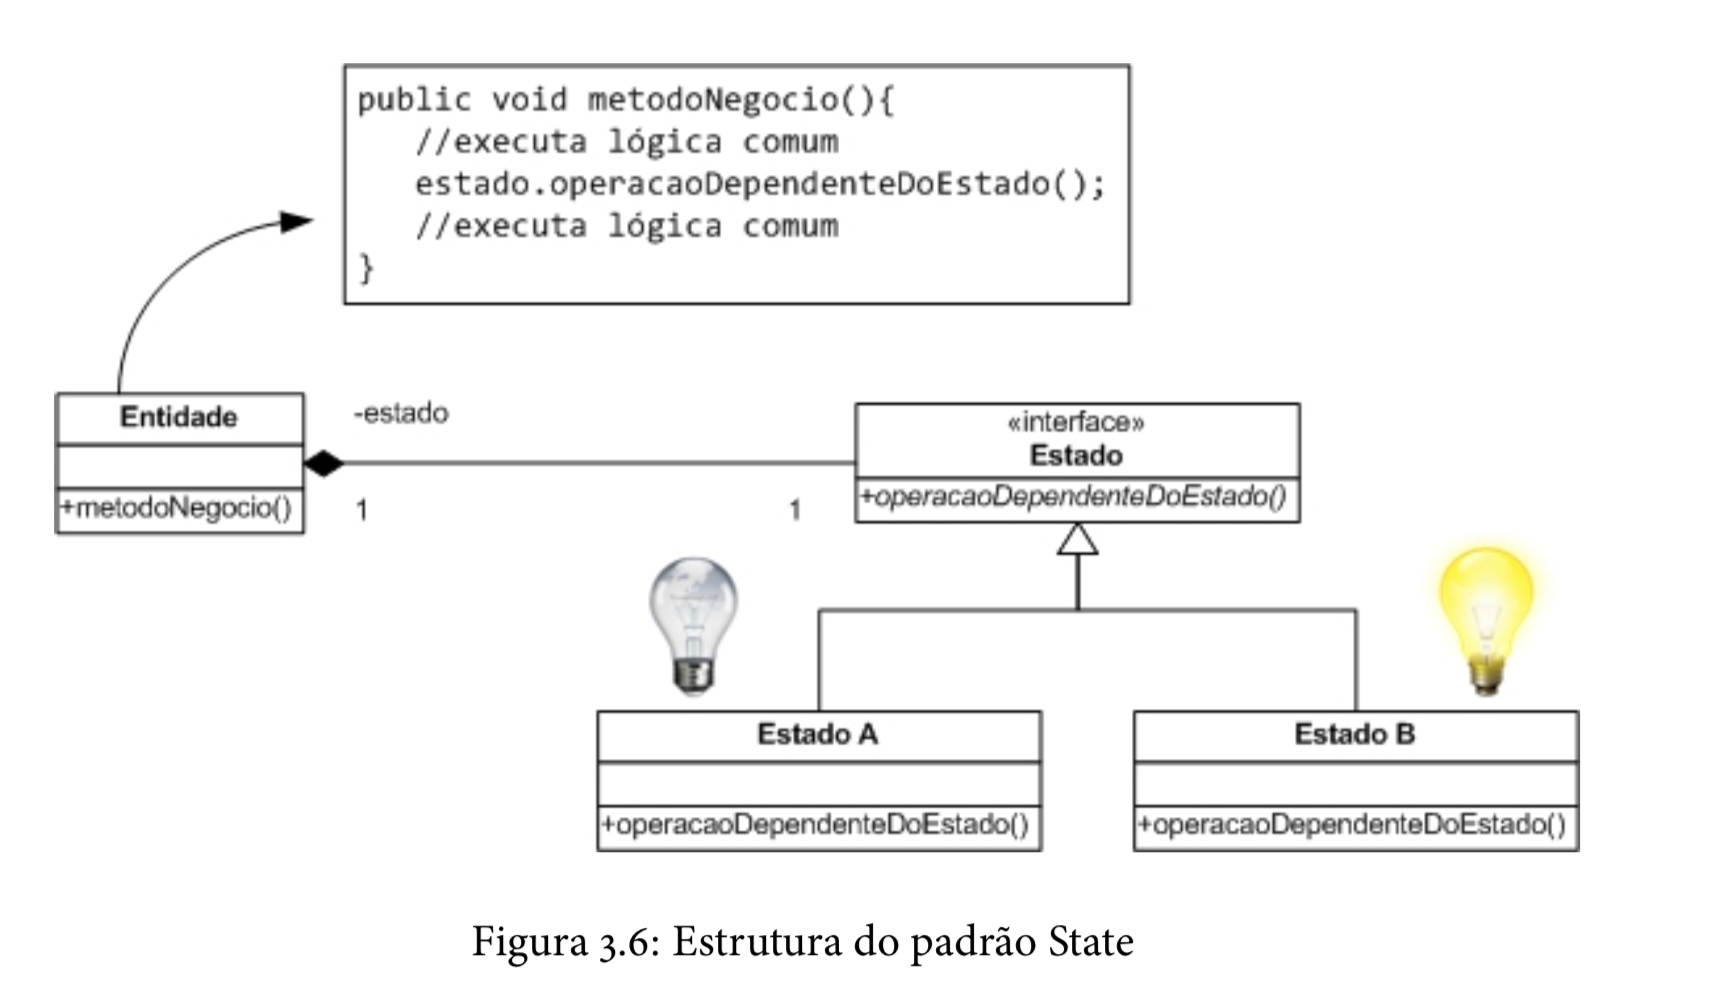 public void metodoNegocio(){
//executa lógica comum
estado.operacaoDependenteDoEstado();
//executa lógica comum
}
Entidade
+metodoNegocio()
-estado
1
1
«interface»
Estado
+operacaoDependenteDoEstado()
Estado A
+operacaoDependenteDoEstado()
Estado B
+operacaoDependenteDoEstado()
Figura 3.6: Estrutura do padrão State